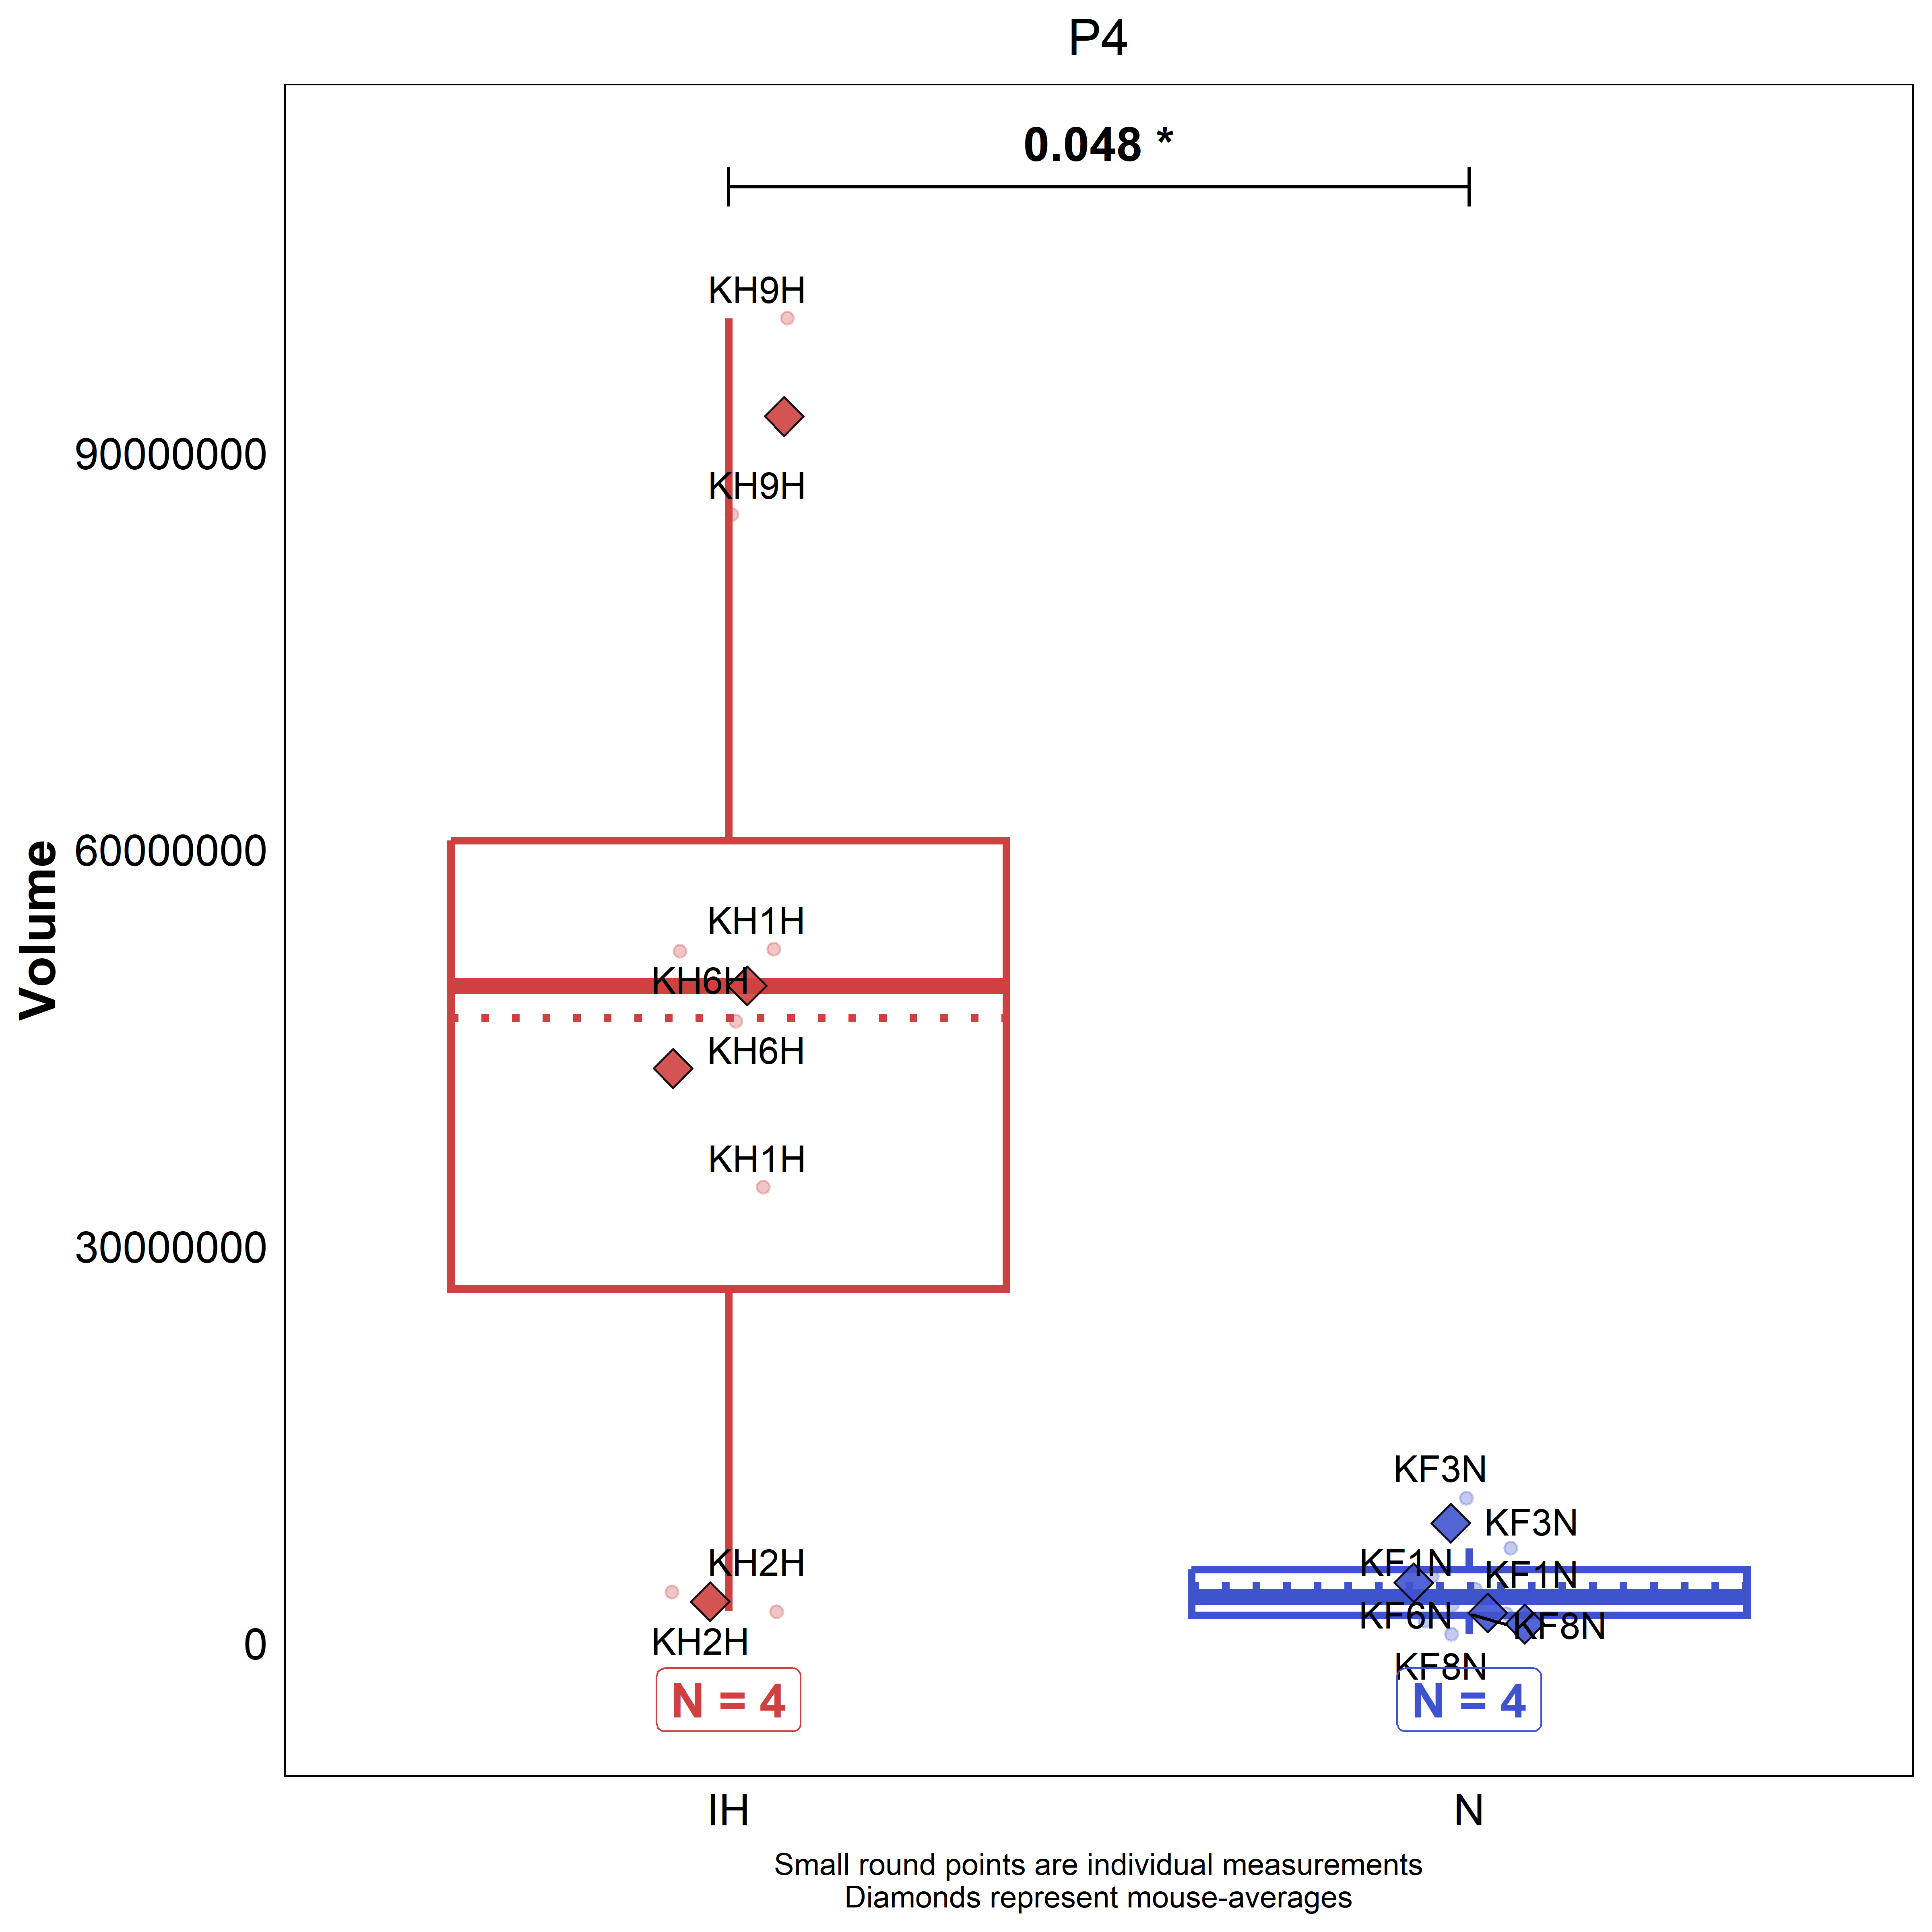 P4
0.048 *
KH9H
90000000
KH9H
Volume
60000000
KH1H
KH6H
KH6H
KH1H
30000000
KH2H
KH2H
0
KF3N
KF3N
KF1N
KF1N
KF6N
KF8N
KF8N
N = 4
N = 4
IH
N
Small round points are individual measurements
Diamonds represent mouse-averages